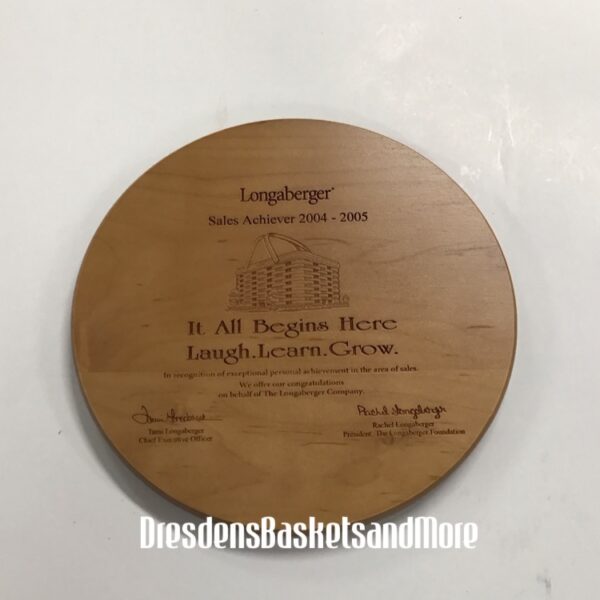 Longaberger®
Sales Achiever 2004 - 2005
It All Begins Here
Laugh.Learn.Grow.
In recognition of exceptional personal achievement in the area of sales.
We offer our congratulations
on behalf of The Longaberger Company.
Tami Longaberger
Chief Executive Officer
Rachel Longaberger
Rachel Longaberger
President, The Longaberger Foundation
DresdensBasketsandMore